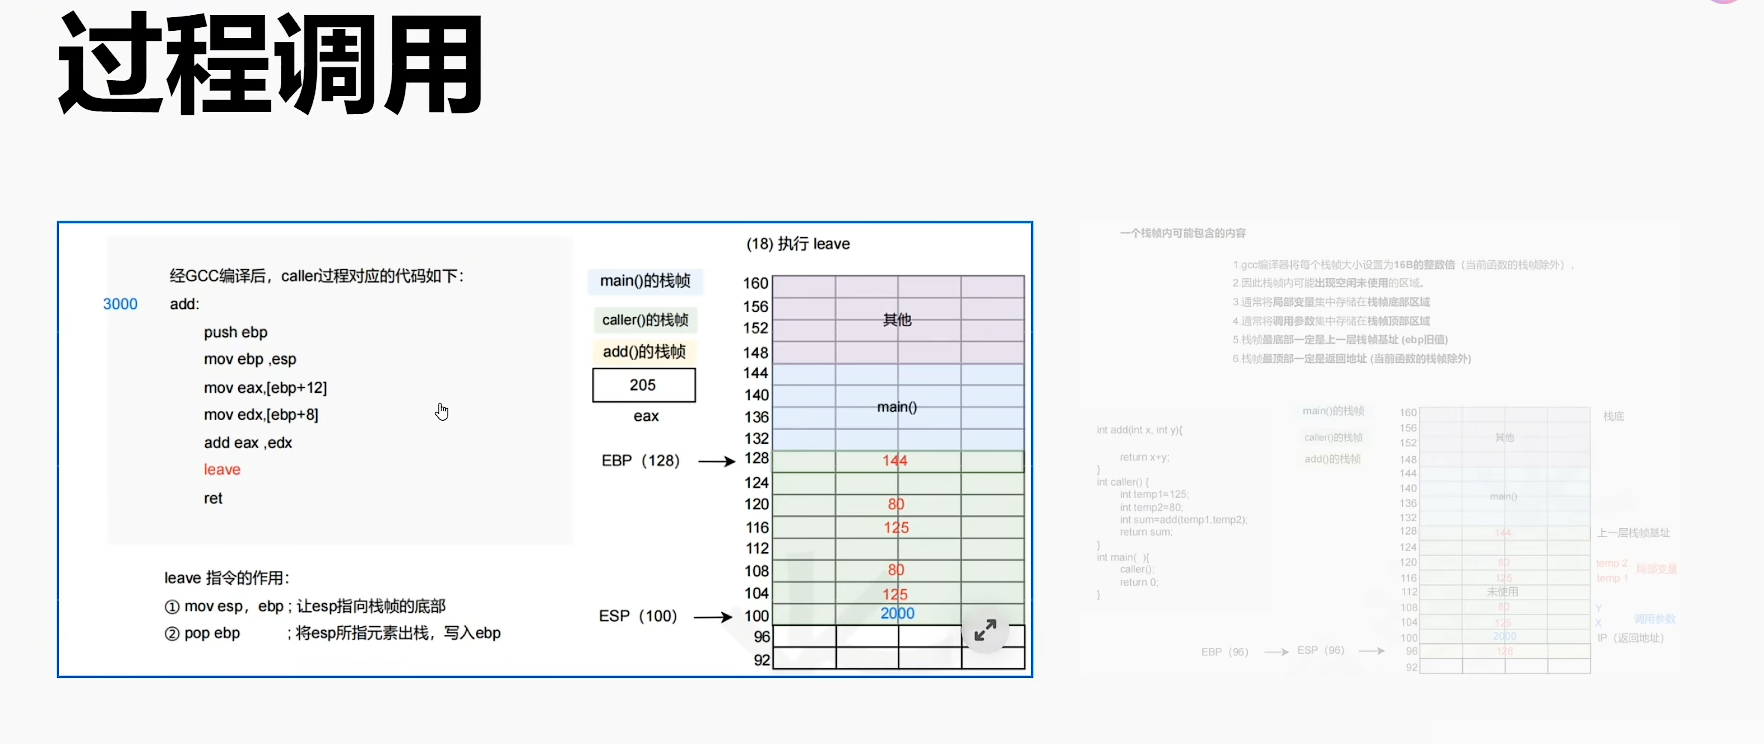 过程调用
(18) 执行 leave
经GCC编译后，caller过程对应的代码如下：
3000 add:
push ebp
mov ebp ,esp
mov eax,[ebp+12]
mov edx,[ebp+8]
add eax ,edx
leave
ret
leave 指令的作用：
① mov esp，ebp ; 让esp指向栈帧的底部
② pop ebp ; 将esp所指元素出栈，写入ebp
main()的栈帧
caller()的栈帧
add()的栈帧
205
eax
EBP（128）
ESP（100）
160
156
152 其他
148
144
140
136 main()
132
128 144
124
120 80
116 125
112
108 80
104 125
100 2000
96
92
一个栈帧内可能包含的内容
1.gcc编译器将每个栈帧大小设置为16B的整数倍（当前函数的栈帧除外），
2.因此栈帧内可能出现空闲未使用的区域。
3.通常将局部变量集中存储在栈帧底部区域
4.通常将调用参数集中存储在栈帧顶部区域
5.栈帧最底部一定是上一层栈帧基址 (ebp旧值)
6.栈帧最顶部一定是返回地址 (当前函数的栈帧除外)
int add(int x, int y){
return x+y;
}
int caller() {
int temp1=125;
int temp2=80;
int sum=add(temp1,temp2);
return sum;
}
int main( ){
caller();
return 0;
}
main()的栈帧
caller()的栈帧
add()的栈帧
EBP（96）
ESP（96）
160 栈底
156
152 其他
148
144
140
136 main()
132
128 144 上一层栈帧基址
124
120 80 temp 2 局部变量
116 125 temp 1
112 未使用
108 80 Y
104 125 X 调用参数
100 2000 IP（返回地址）
96 128
92